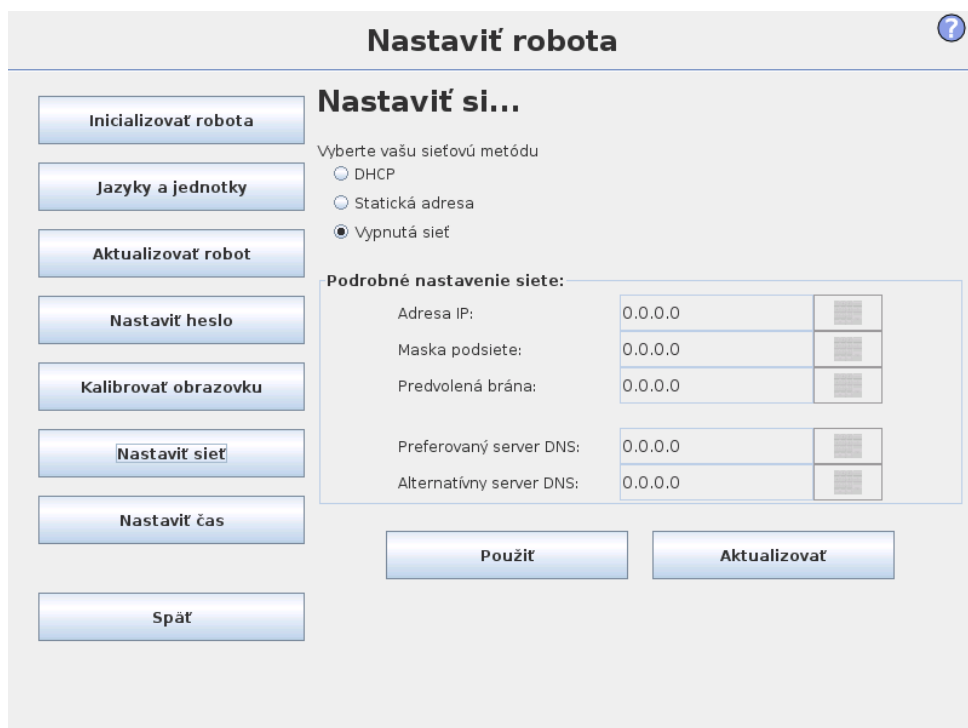 Nastaviť robota
?
Inicializovať robota
Jazyky a jednotky
Aktualizovať robot
Nastaviť heslo
Kalibrovať obrazovku
Nastaviť sieť
Nastaviť čas
Späť
Nastaviť si...
Vyberte vašu sieťovú metódu
DHCP
Statická adresa
Vypnutá sieť
Podrobné nastavenie siete:
Adresa IP: 0.0.0.0
Maska podsiete: 0.0.0.0
Predvolená brána: 0.0.0.0
Preferovaný server DNS: 0.0.0.0
Alternatívny server DNS: 0.0.0.0
Použiť Aktualizovať